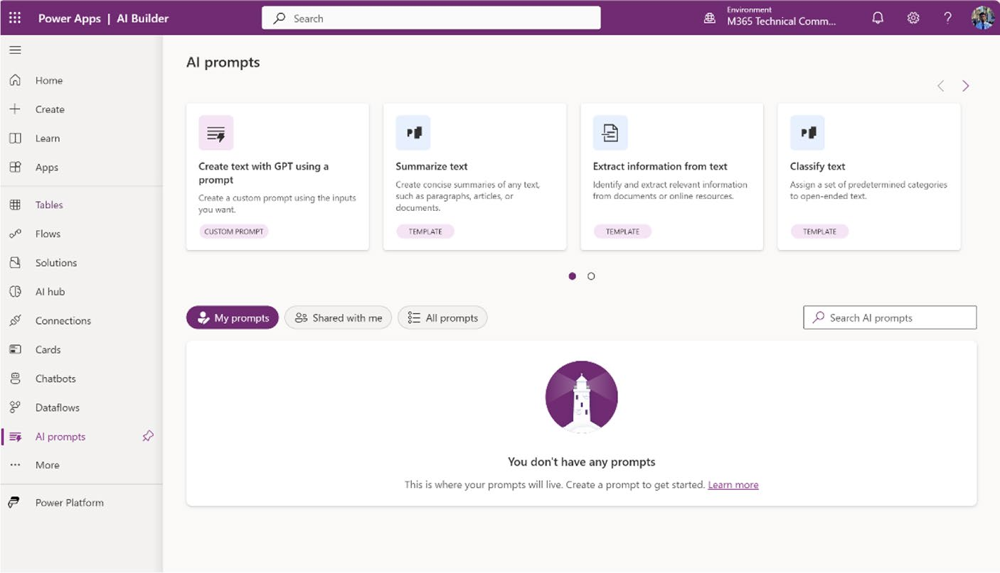 Power Apps | AI Builder
Search
Environment
M365 Technical Comm...
?
Home
Create
Learn
Apps
Tables
Flows
Solutions
AI hub
Connections
Cards
Chatbots
Dataflows
AI prompts
More
Power Platform
AI prompts
Create text with GPT using a
prompt
Create a custom prompt using the inputs
you want.
CUSTOM PROMPT
Summarize text
Create concise summaries of any text,
such as paragraphs, articles, or
documents.
TEMPLATE
Extract information from text
Identify and extract relevant information
from documents or online resources.
TEMPLATE
Classify text
Assign a set of predetermined categories
to open-ended text.
TEMPLATE
My prompts
Shared with me
All prompts
Search AI prompts
You don't have any prompts
This is where your prompts will live. Create a prompt to get started. Learn more